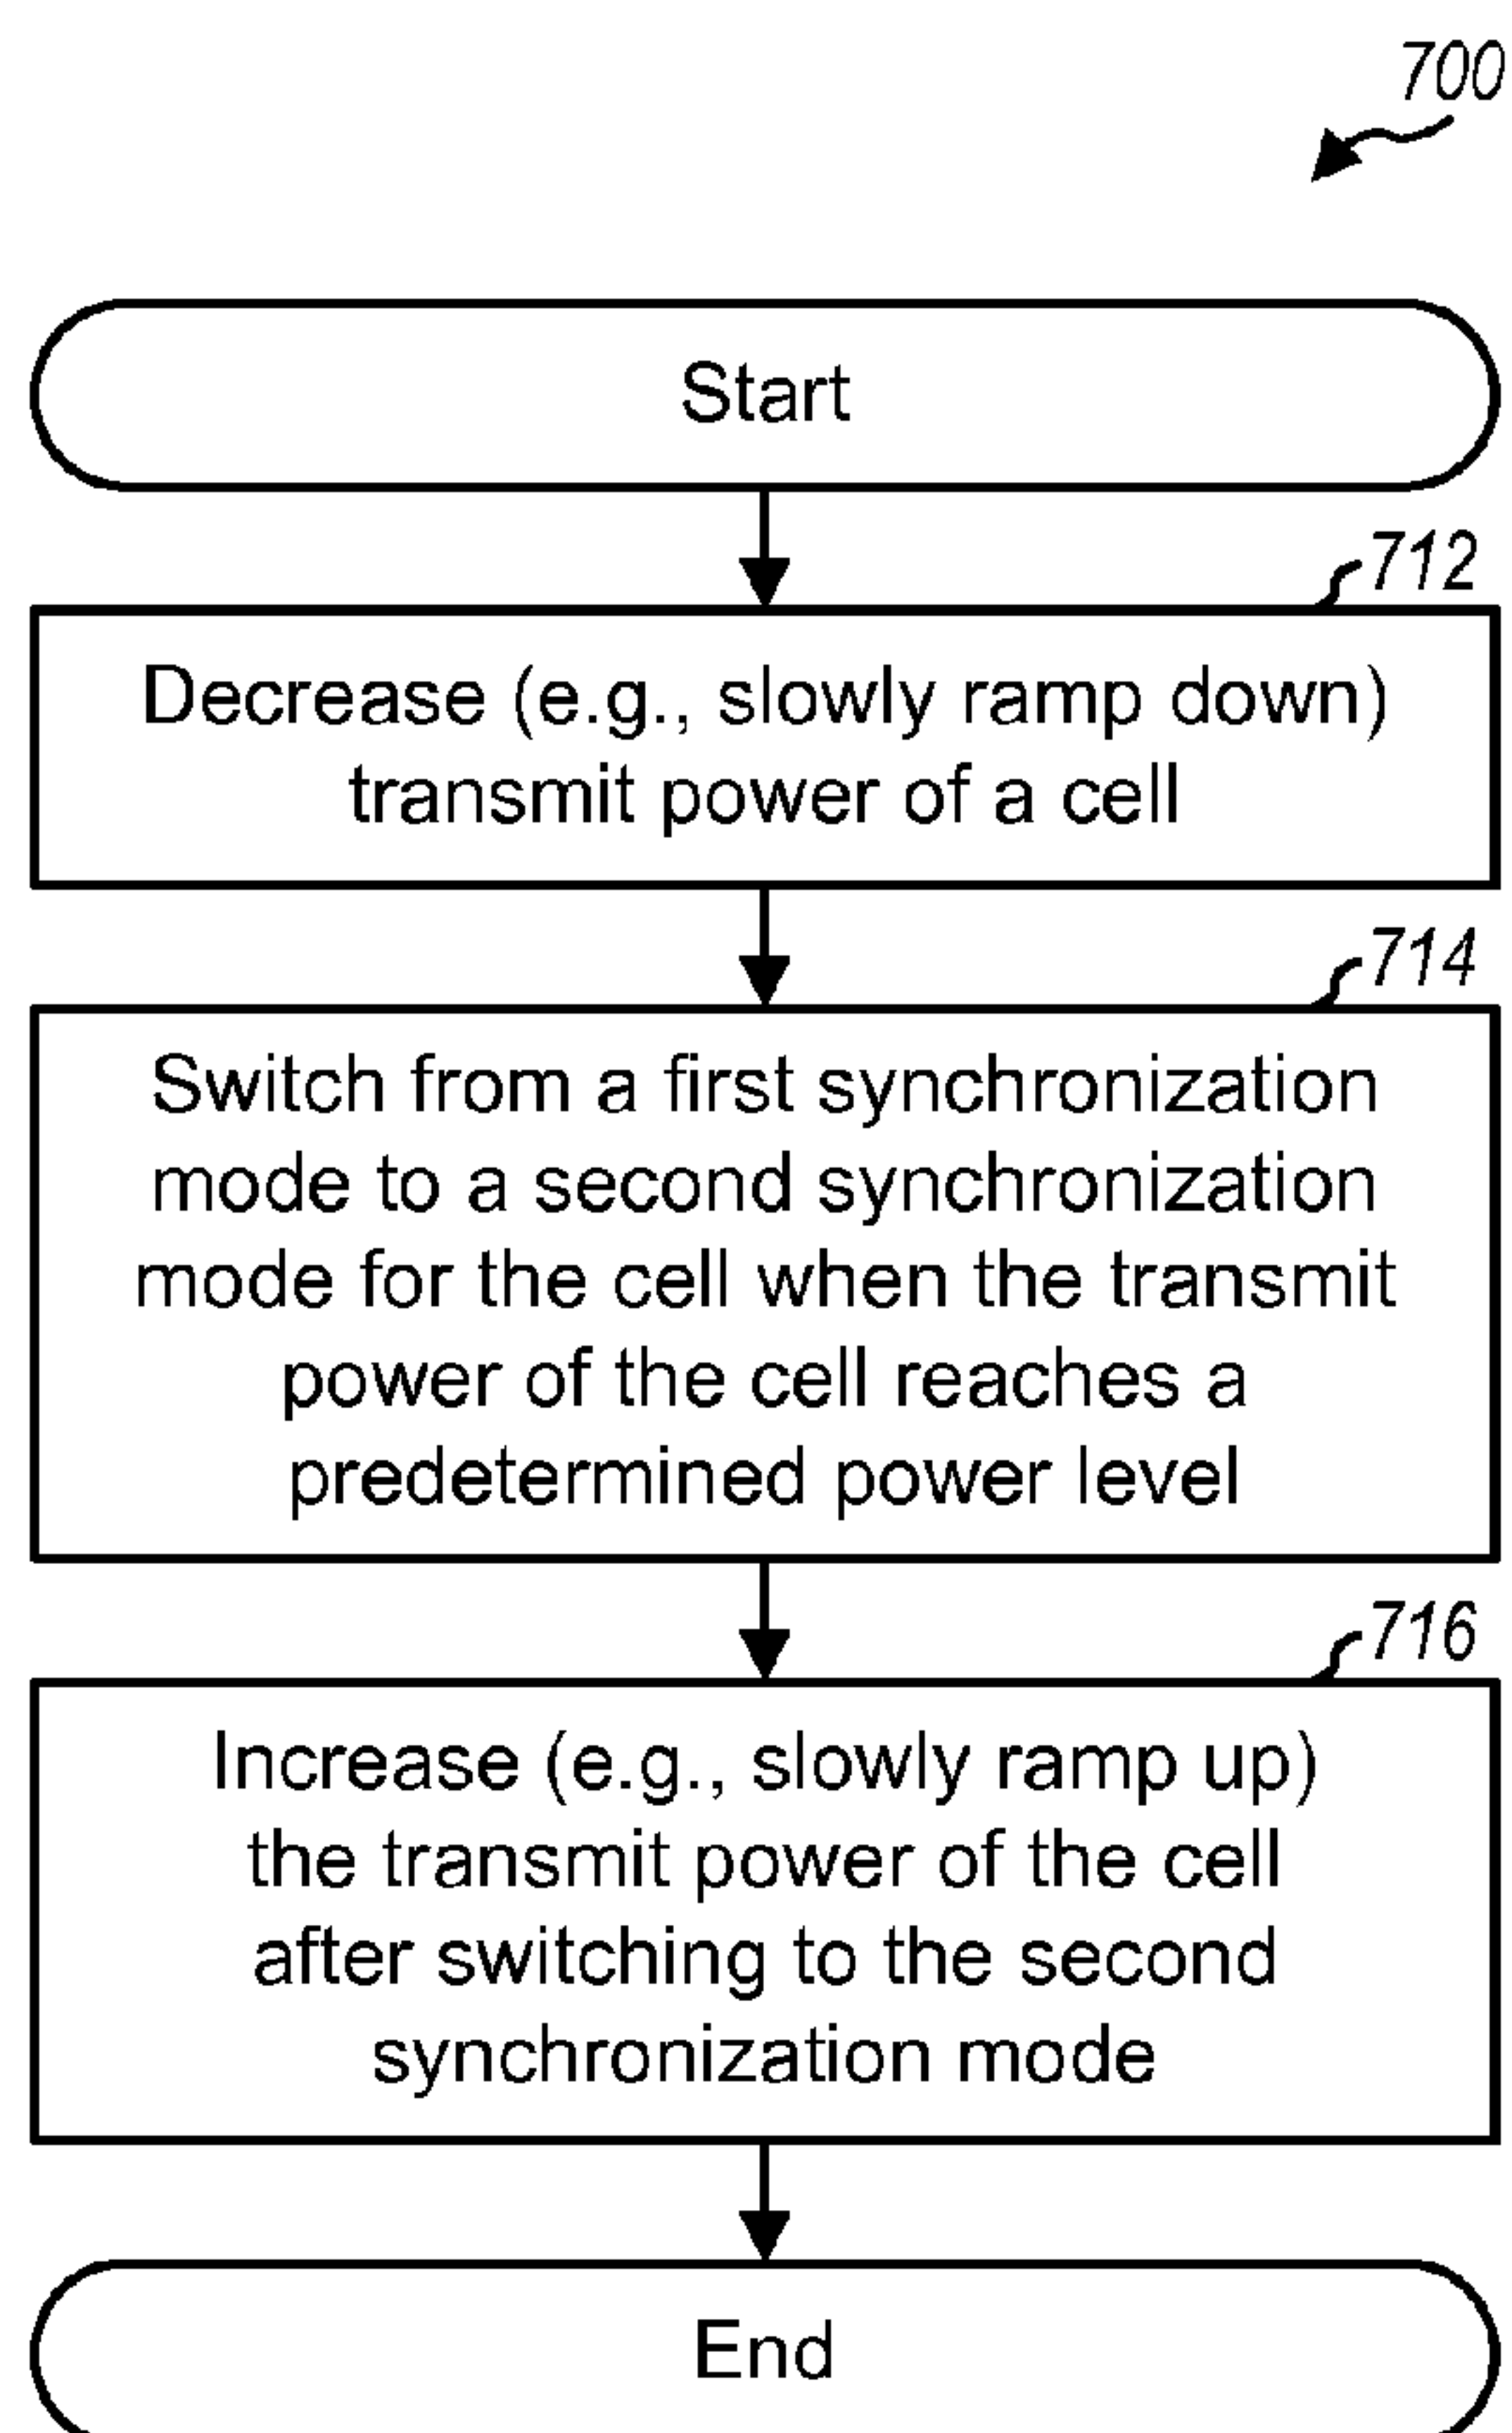 700
Start
712
Decrease (e.g., slowly ramp down)
transmit power of a cell
714
Switch from a first synchronization
mode to a second synchronization
mode for the cell when the transmit
power of the cell reaches a
predetermined power level
716
Increase (e.g., slowly ramp up)
the transmit power of the cell
after switching to the second
synchronization mode
End